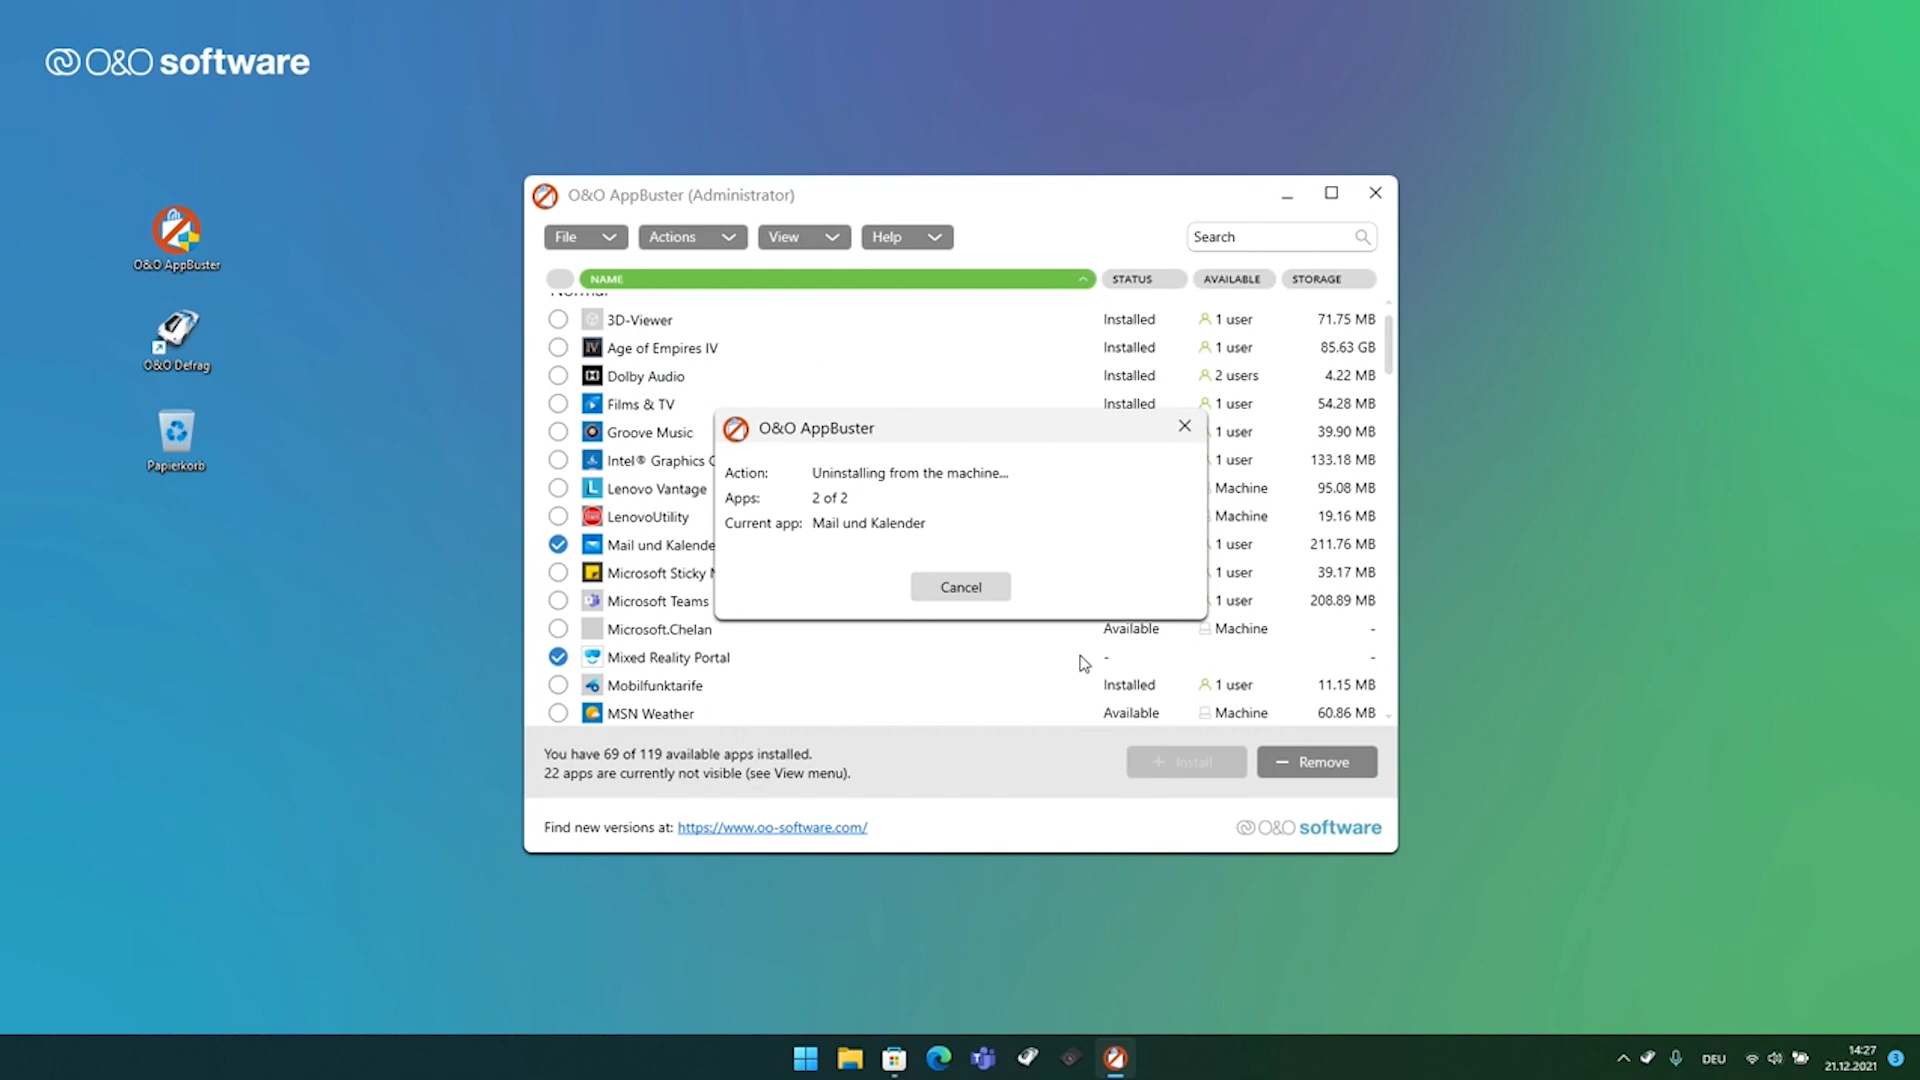 O&O software
O&O AppBuster
O&O Defrag
Papierkorb
O&O AppBuster (Administrator)
File
Actions
View
Help
Search
NAME
STATUS
AVAILABLE
STORAGE
Normal
3D-Viewer Installed 1 user 71.75 MB
Age of Empires IV Installed 1 user 85.63 GB
Dolby Audio Installed 2 users 4.22 MB
Films & TV Installed 1 user 54.28 MB
Groove Music 1 user 39.90 MB
Intel® Graphics 1 user 133.18 MB
Lenovo Vantage Machine 95.08 MB
LenovoUtility Machine 19.16 MB
Mail und Kalende 1 user 211.76 MB
Microsoft Sticky 1 user 39.17 MB
Microsoft Teams 1 user 208.89 MB
Microsoft.Chelan Available Machine -
Mixed Reality Portal - -
Mobilfunktarife Installed 1 user 11.15 MB
MSN Weather Available Machine 60.86 MB
O&O AppBuster
Action: Uninstalling from the machine...
Apps: 2 of 2
Current app: Mail und Kalender
Cancel
You have 69 of 119 available apps installed.
22 apps are currently not visible (see View menu).
+ Install
− Remove
Find new versions at: https://www.oo-software.com/
O&O software
DEU
14:27
21.12.2021
3